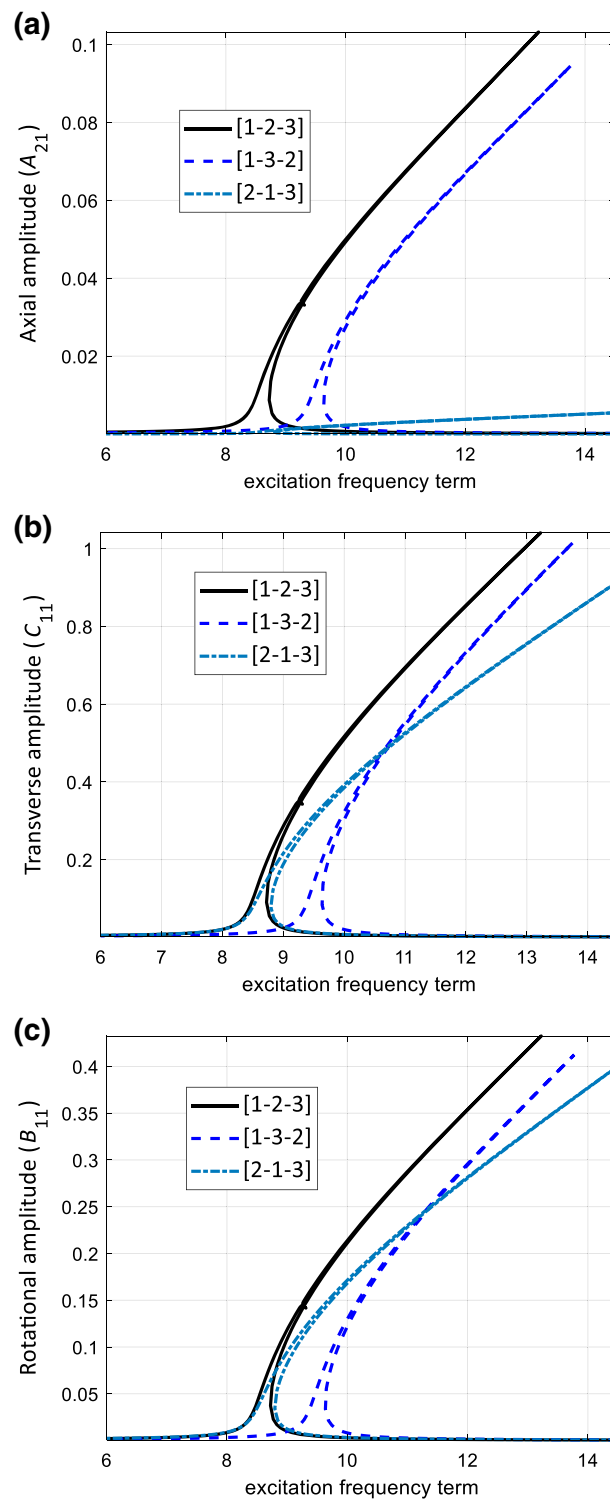 (a)
0.1
0.08
0.06
0.04
0.02
Axial amplitude (A21)
[1-2-3]
[1-3-2]
[2-1-3]
6 8 10 12 14
excitation frequency term
(b)
1
0.8
0.6
0.4
0.2
Transverse amplitude (C11)
[1-2-3]
[1-3-2]
[2-1-3]
6 7 8 9 10 11 12 13 14
excitation frequency term
(c)
0.4
0.35
0.3
0.25
0.2
0.15
0.1
0.05
Rotational amplitude (B11)
[1-2-3]
[1-3-2]
[2-1-3]
6 8 10 12 14
excitation frequency term